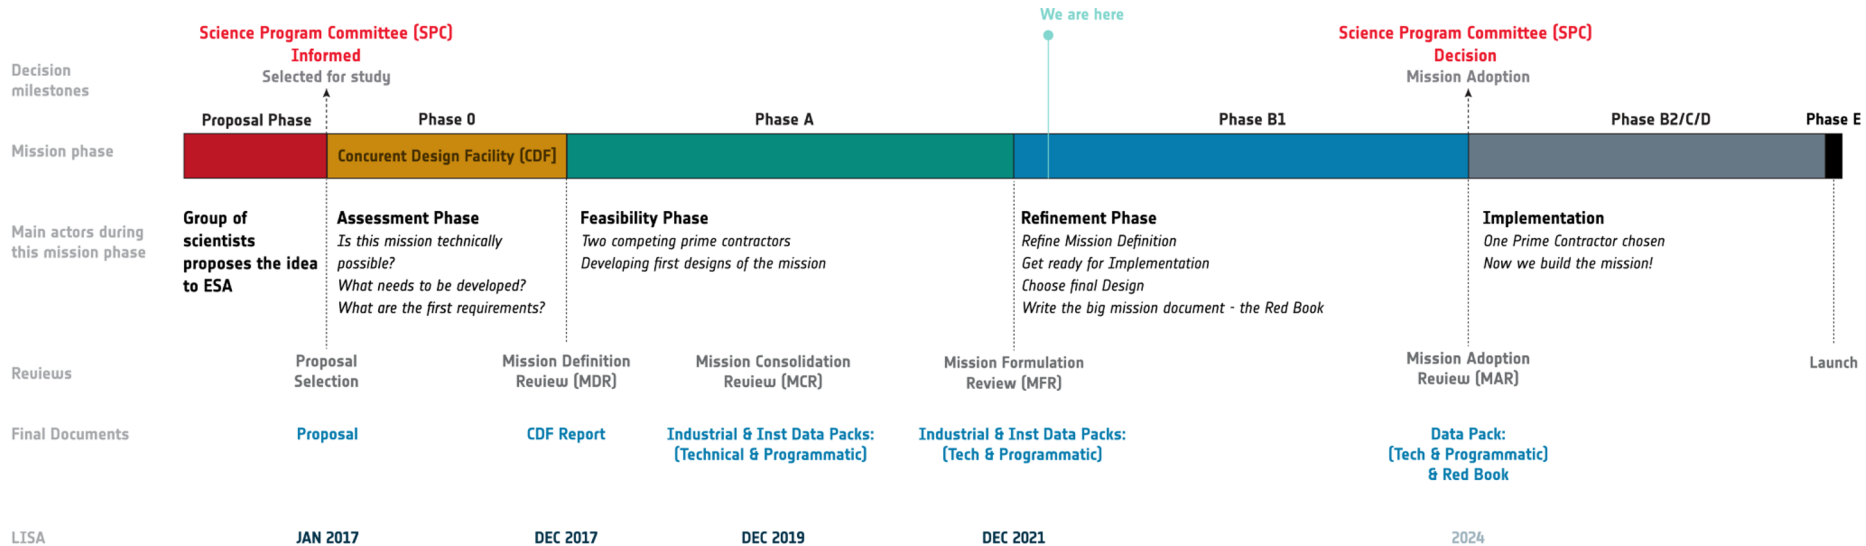 We are here
Science Program Committee (SPC)
Informed
Selected for study
Science Program Committee (SPC)
Decision
Mission Adoption
Decision
milestones
Proposal Phase
Phase 0
Phase A
Phase B1
Phase B2/C/D
Phase E
Mission phase
Concurent Design Facility (CDF)
Main actors during
this mission phase
Group of
scientists
proposes the idea
to ESA
Assessment Phase
Is this mission technically
possible?
What needs to be developed?
What are the first requirements?
Feasibility Phase
Two competing prime contractors
Developing first designs of the mission
Refinement Phase
Refine Mission Definition
Get ready for Implementation
Choose final Design
Write the big mission document - the Red Book
Implementation
One Prime Contractor chosen
Now we build the mission!
Reviews
Proposal
Selection
Mission Definition
Review (MDR)
Mission Consolidation
Review (MCR)
Mission Formulation
Review (MFR)
Mission Adoption
Review (MAR)
Launch
Final Documents
Proposal
CDF Report
Industrial & Inst Data Packs:
(Technical & Programmatic)
Industrial & Inst Data Packs:
(Tech & Programmatic)
Data Pack:
(Tech & Programmatic)
& Red Book
LISA
JAN 2017
DEC 2017
DEC 2019
DEC 2021
2024